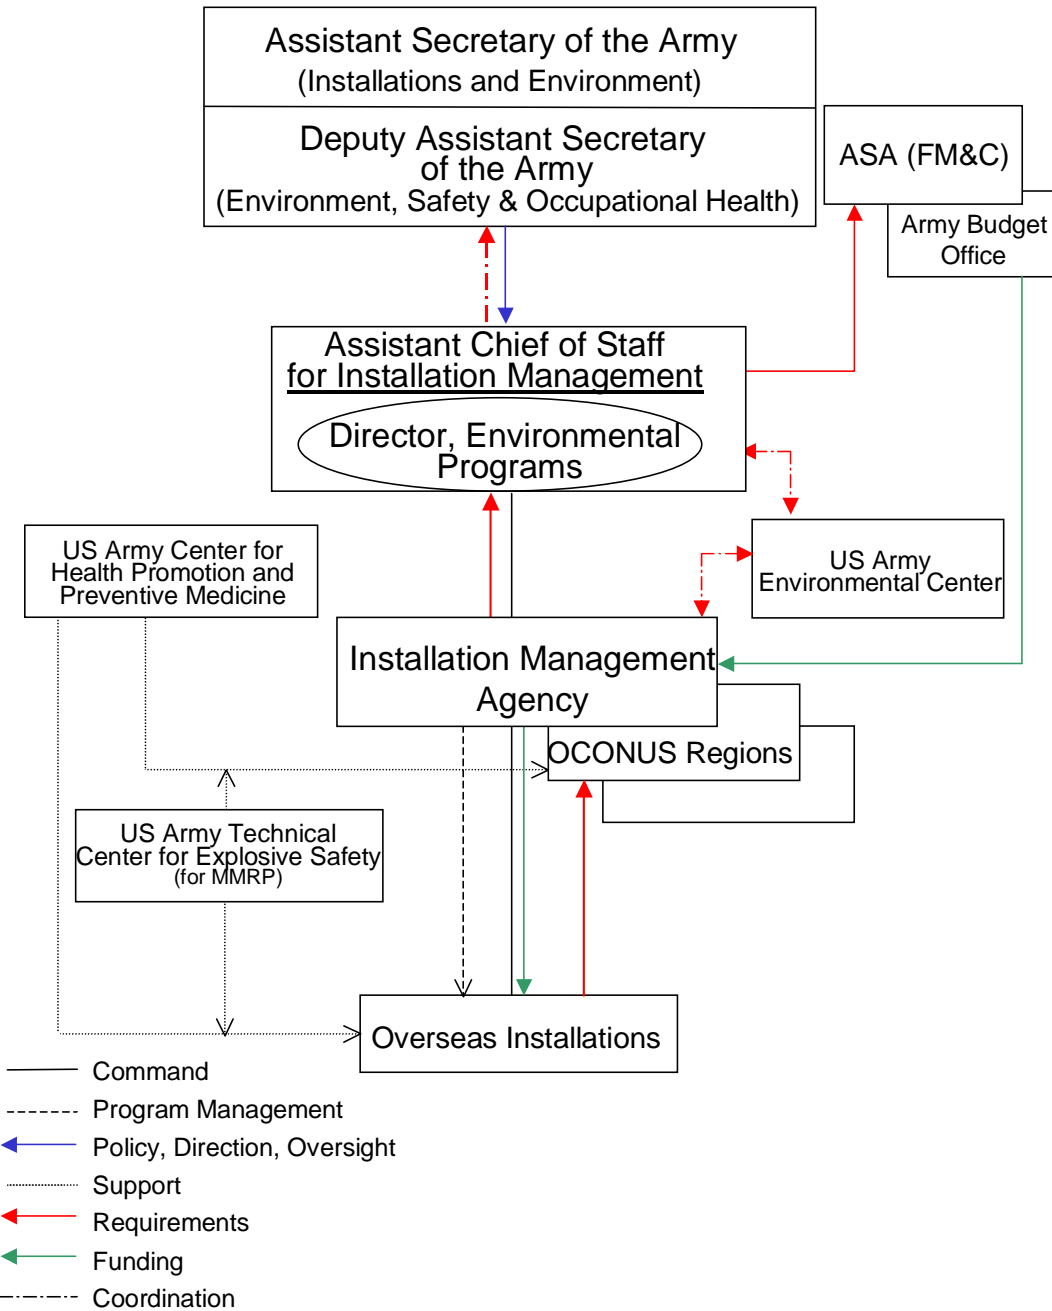 Assistant Secretary of the Army
(Installations and Environment)
Deputy Assistant Secretary
of the Army
(Environment, Safety & Occupational Health)
ASA (FM&C)
Army Budget
Office
Assistant Chief of Staff
for Installation Management
Director, Environmental
Programs
US Army Center for
Health Promotion and
Preventive Medicine
US Army
Environmental Center
Installation Management
Agency
OCONUS Regions
US Army Technical
Center for Explosive Safety
(for MMRP)
Overseas Installations
Command
Program Management
Policy, Direction, Oversight
Support
Requirements
Funding
Coordination